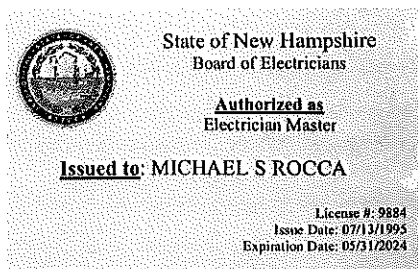 State of New Hampshire
Board of Electricians
Authorized as
Electrician Master
Issued to: MICHAEL S ROCCA
License #: 9884
Issue Date: 07/13/1995
Expiration Date: 05/31/2024